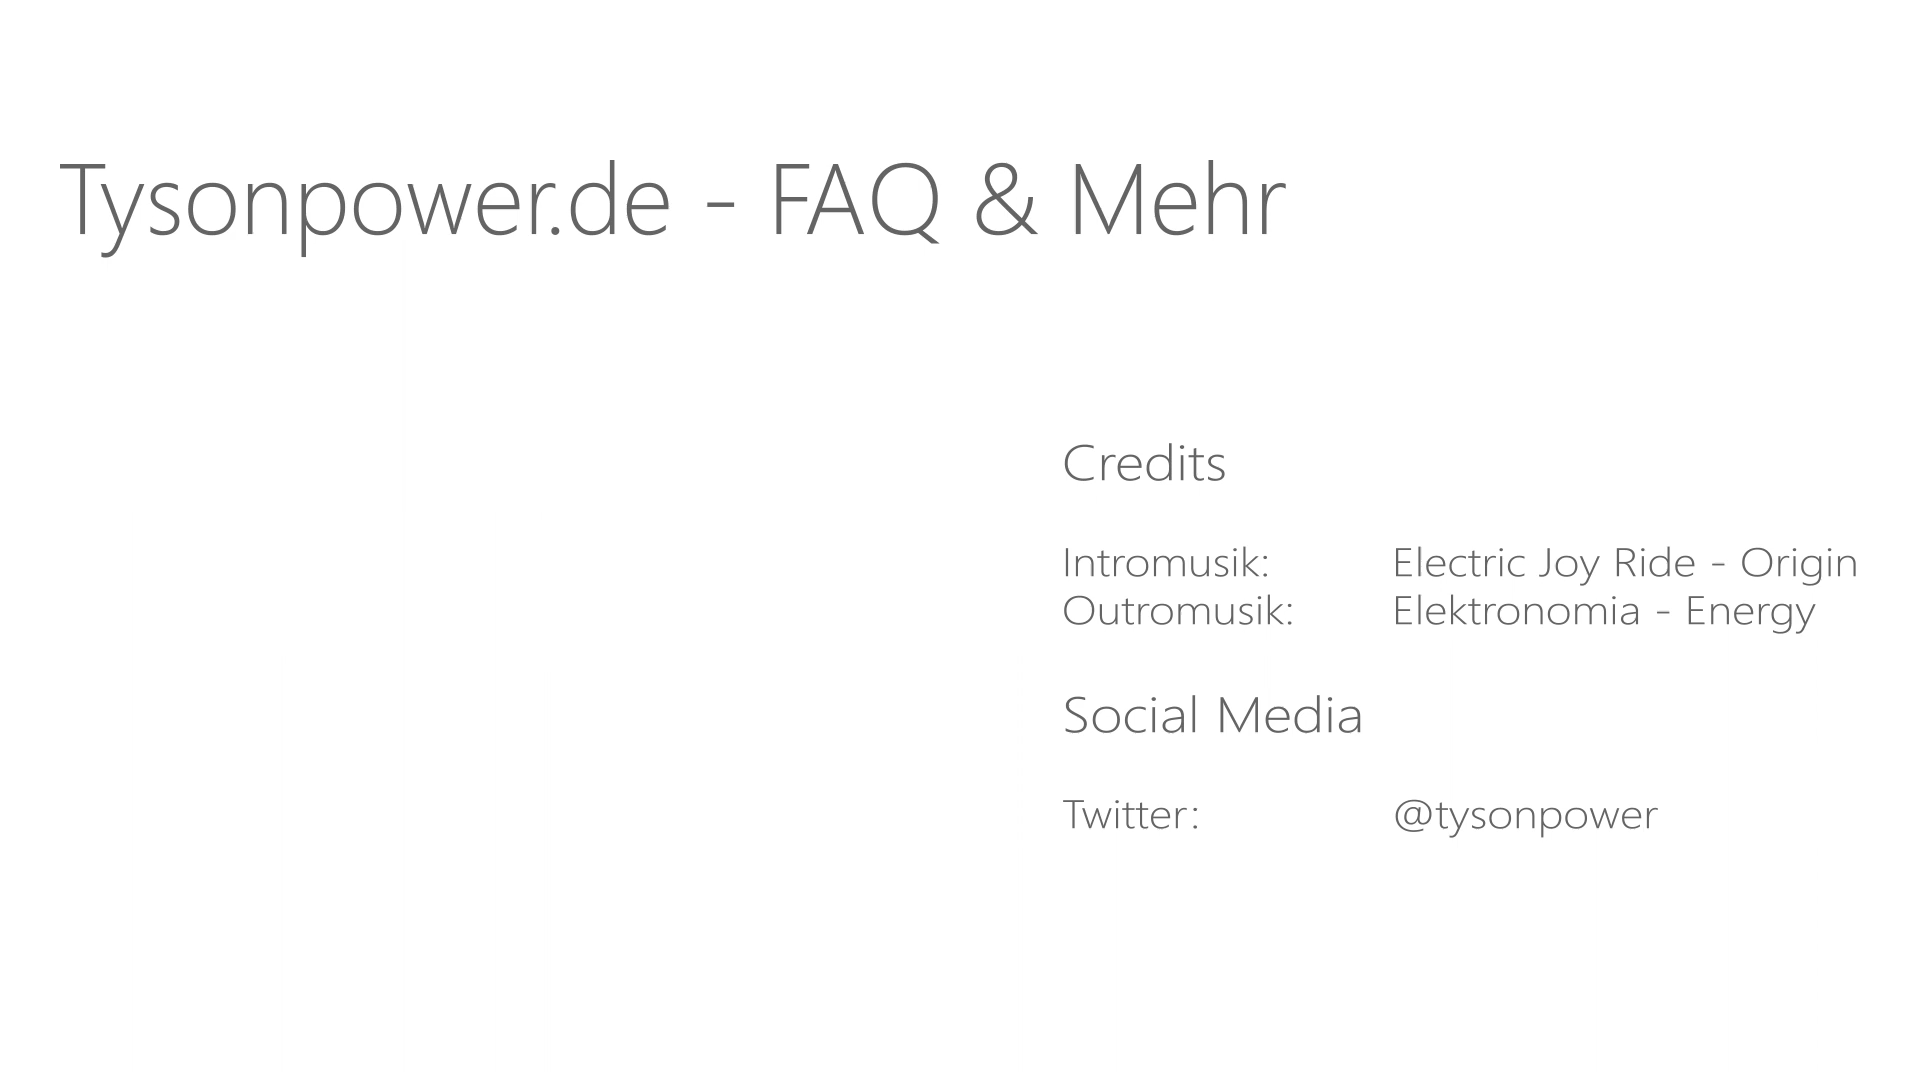 Tysonpower.de - FAQ & Mehr
Credits
Intromusik: Electric Joy Ride - Origin
Outromusik: Elektronomia - Energy
Social Media
Twitter: @tysonpower